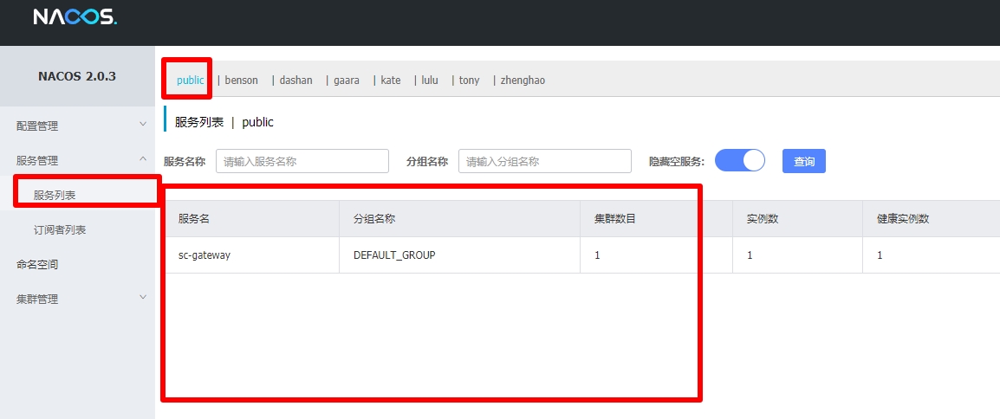 NACOS.
NACOS 2.0.3
配置管理
服务管理
服务列表
订阅者列表
命名空间
集群管理
public | benson | dashan | gaara | kate | lulu | tony | zhenghao
服务列表 | public
服务名称 请输入服务名称 分组名称 请输入分组名称 隐藏空服务: 查询
服务名 分组名称 集群数目 实例数 健康实例数
sc-gateway DEFAULT_GROUP 1 1 1